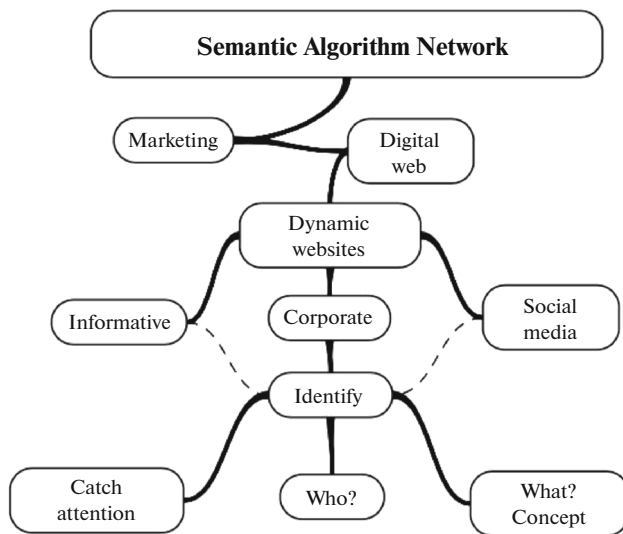 Semantic Algorithm Network
Marketing
Digital
web
Dynamic
websites
Informative
Corporate
Social
media
Identify
Catch
attention
Who?
What?
Concept